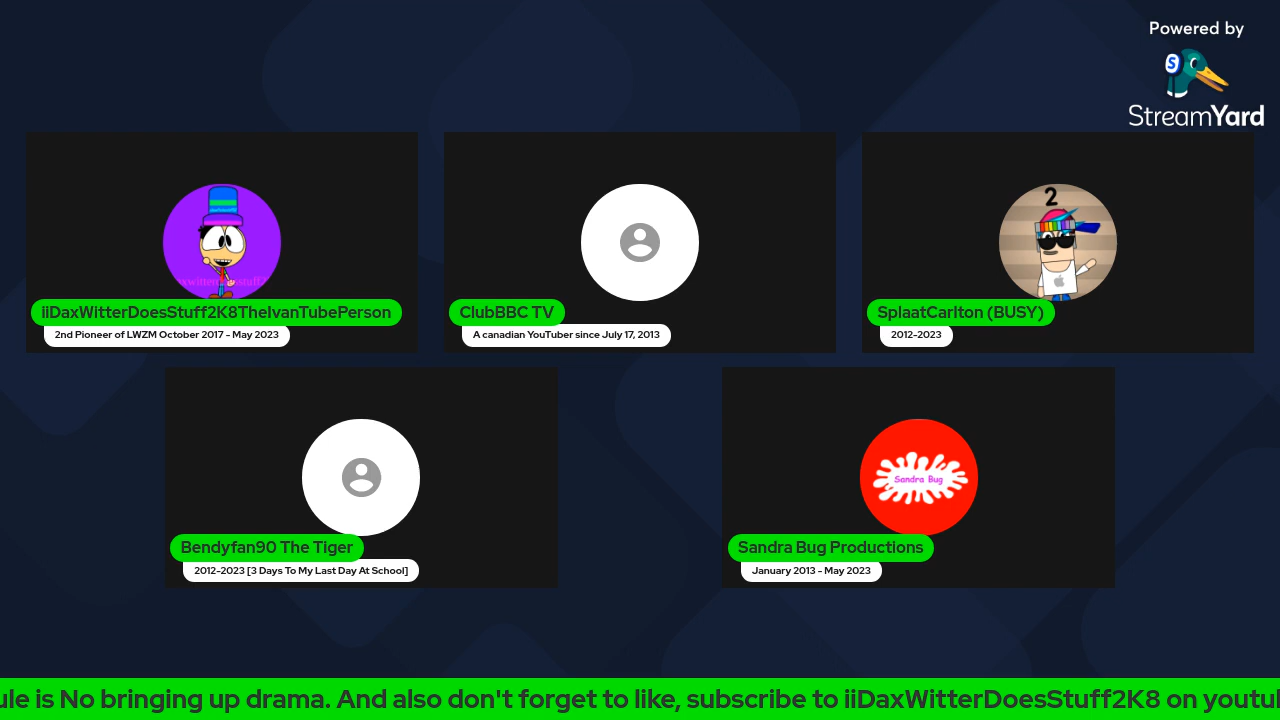 Powered by
StreamYard
iiDaxWitterDoesStuff2K8TheIvanTubePerson
2nd Pioneer of LWZM October 2017 - May 2023
ClubBBC TV
A canadian YouTuber since July 17, 2013
2
SplaatCarlton (BUSY)
2012-2023
Bendyfan90 The Tiger
2012-2023 [3 Days To My Last Day At School]
Sandra Bug
Sandra Bug Productions
January 2013 - May 2023
is No bringing up drama. And also don't forget to like, subscribe to iiDaxWitterDoesStuff2K8 on